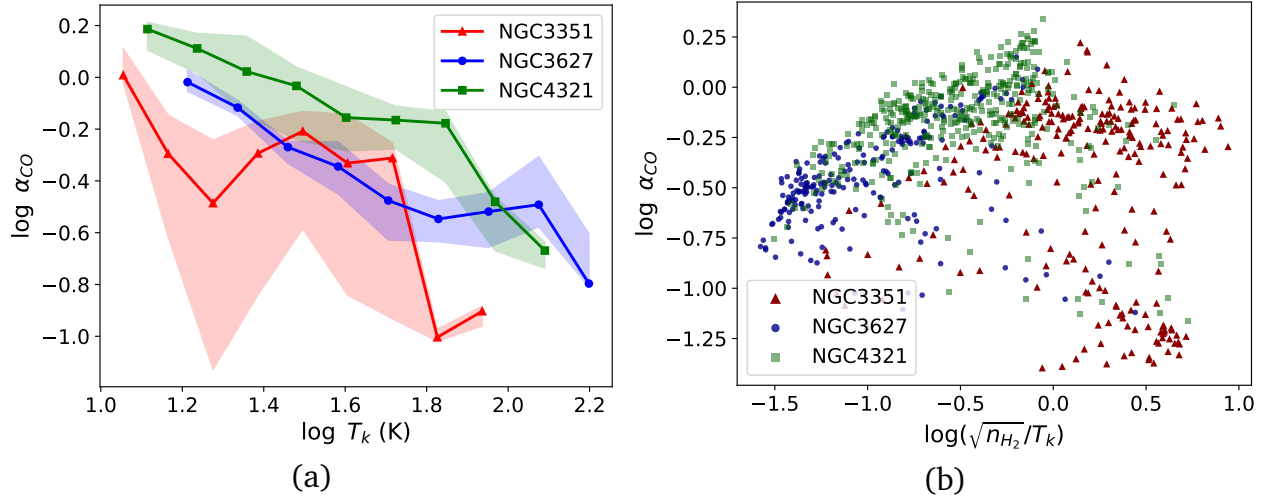 0.2
0.0
−0.2
−0.4
−0.6
−0.8
−1.0
log α_CO
NGC3351
NGC3627
NGC4321
1.0 1.2 1.4 1.6 1.8 2.0 2.2
log T_k (K)
(a)
0.25
0.00
−0.25
−0.50
−0.75
−1.00
−1.25
log α_CO
NGC3351
NGC3627
NGC4321
−1.5 −1.0 −0.5 0.0 0.5 1.0
log(√n_H₂/T_k)
(b)